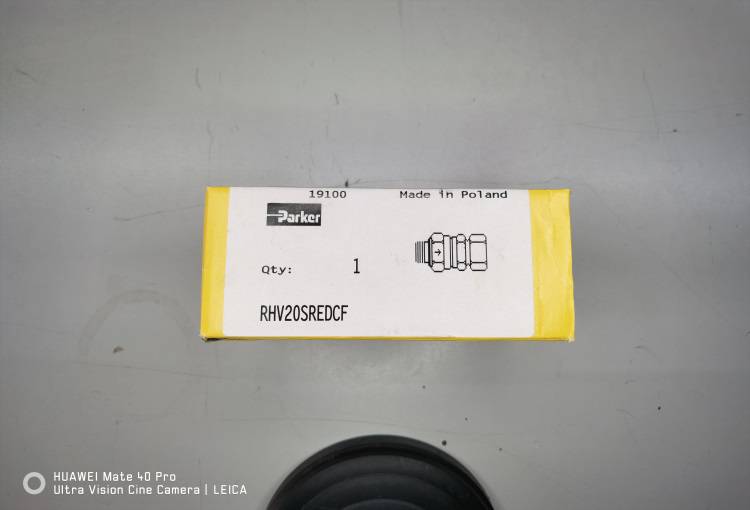 19100 Made in Poland
Parker
Qty: 1
RHV20SREDCF
HUAWEI Mate 40 Pro
Ultra Vision Cine Camera | LEICA